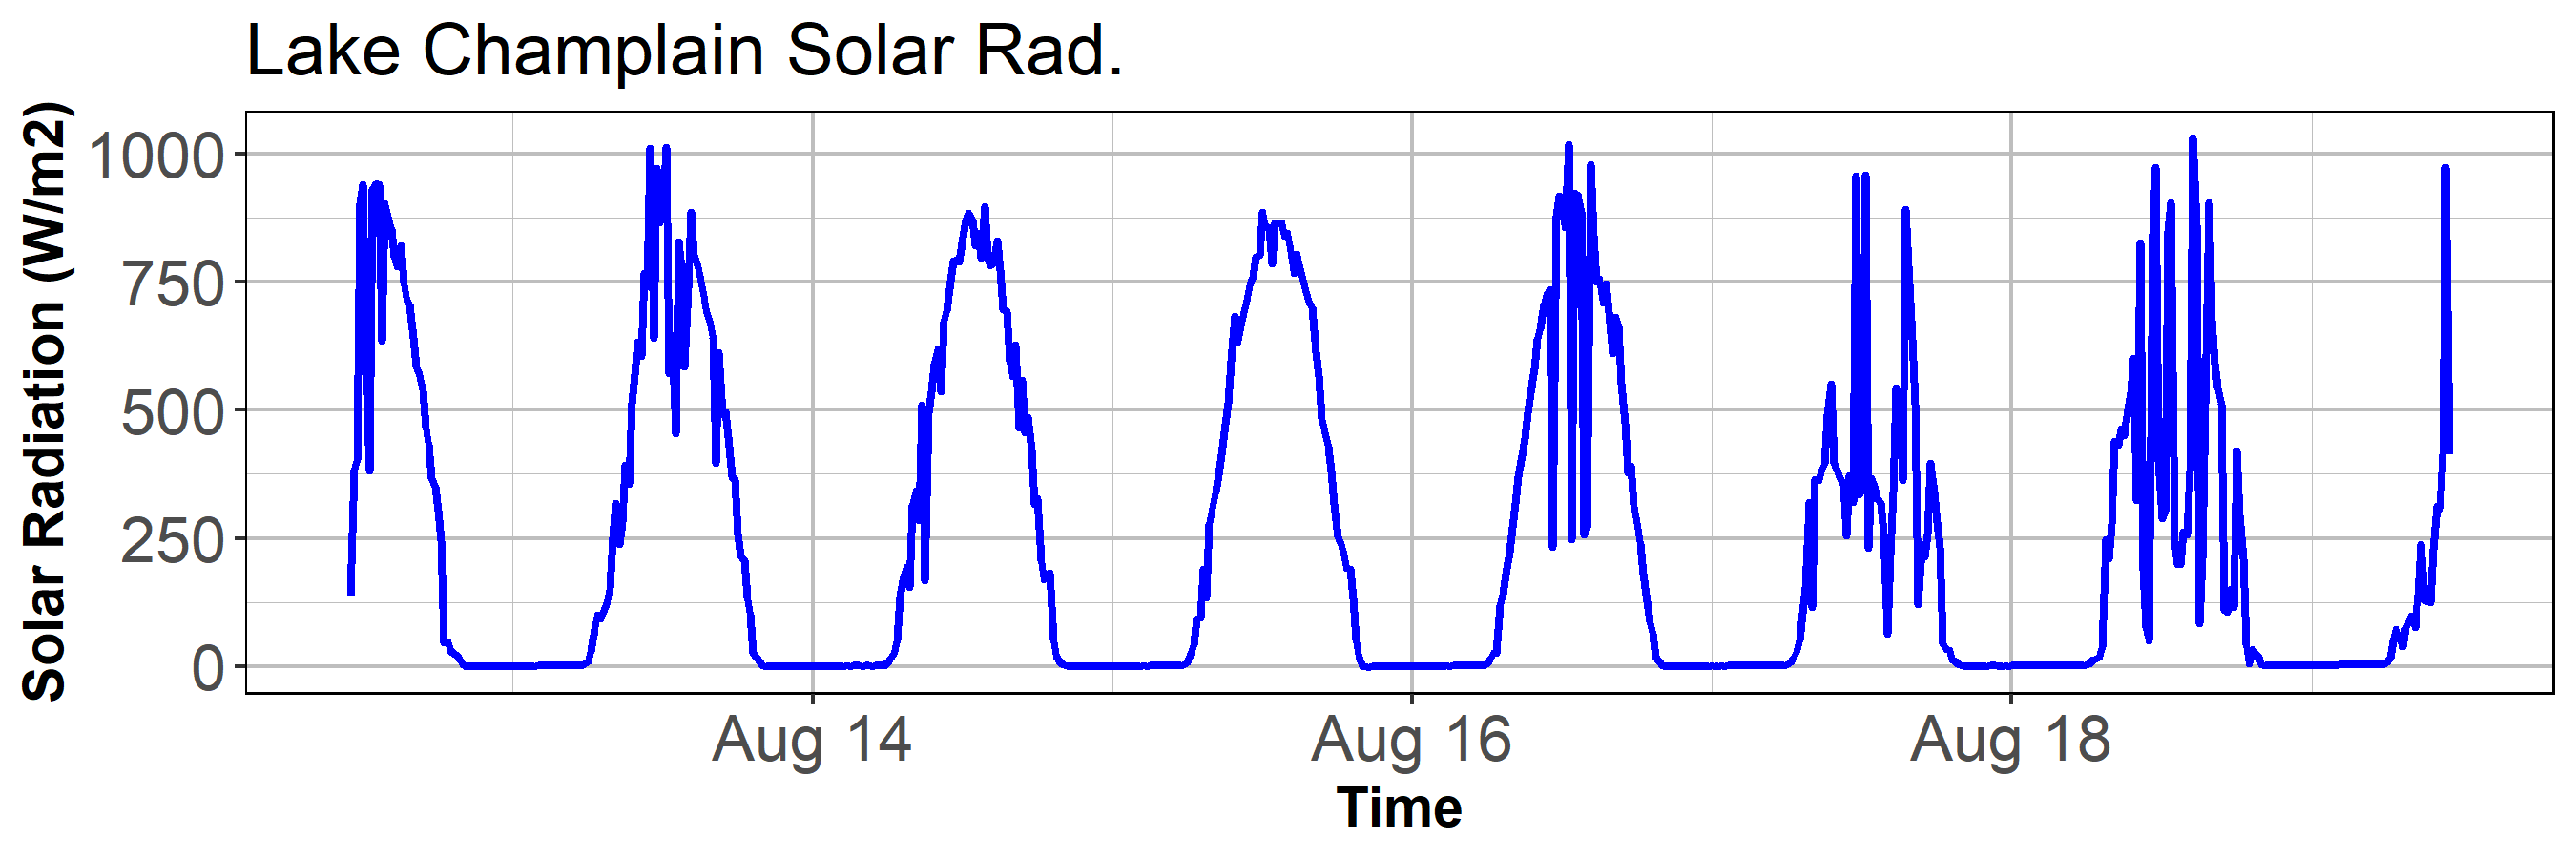 Lake Champlain Solar Rad.
Solar Radiation (W/m2)
1000
750
500
250
0
Aug 14 Aug 16 Aug 18
Time